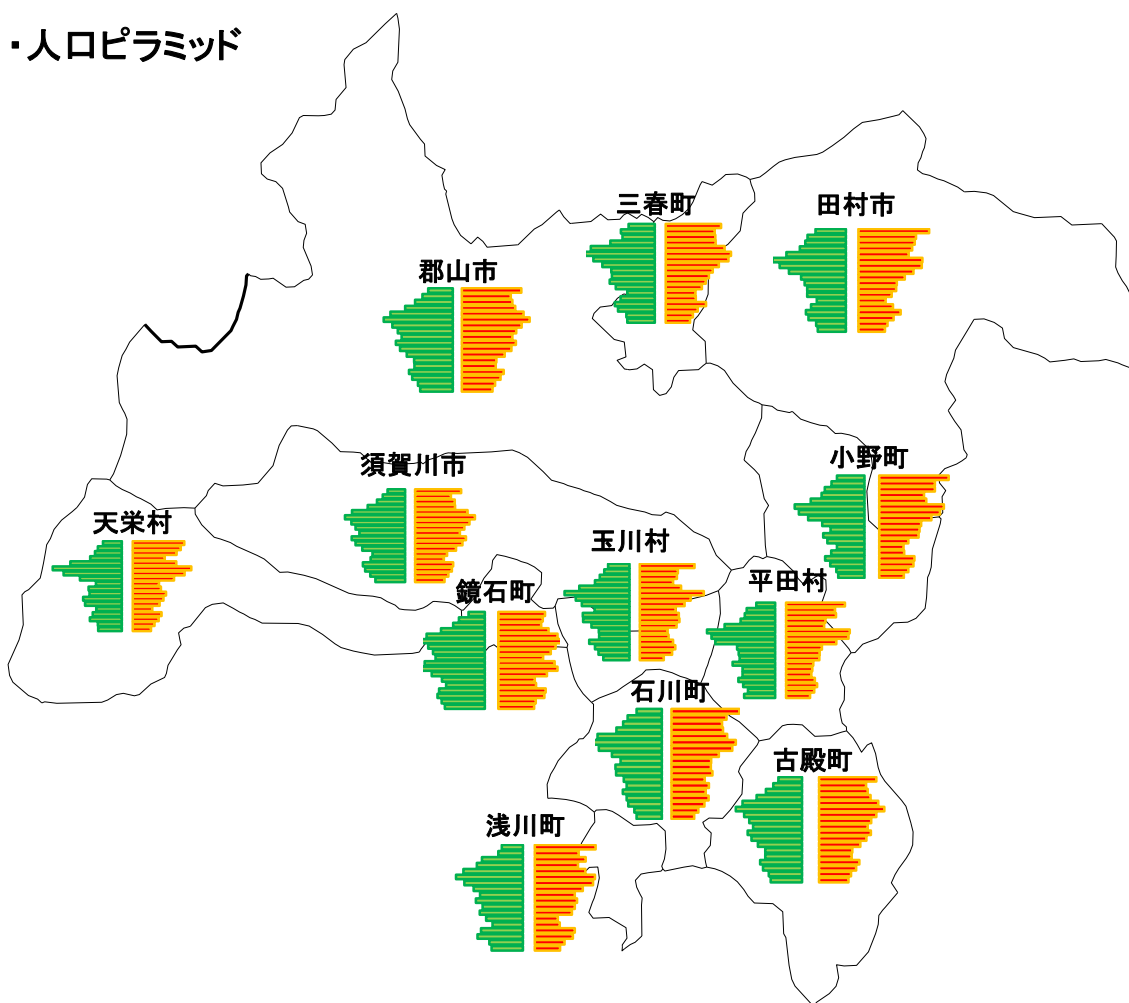 ・人口ピラミッド
三春町
田村市
郡山市
小野町
須賀川市
天栄村
玉川村
平田村
鏡石町
石川町
古殿町
浅川町